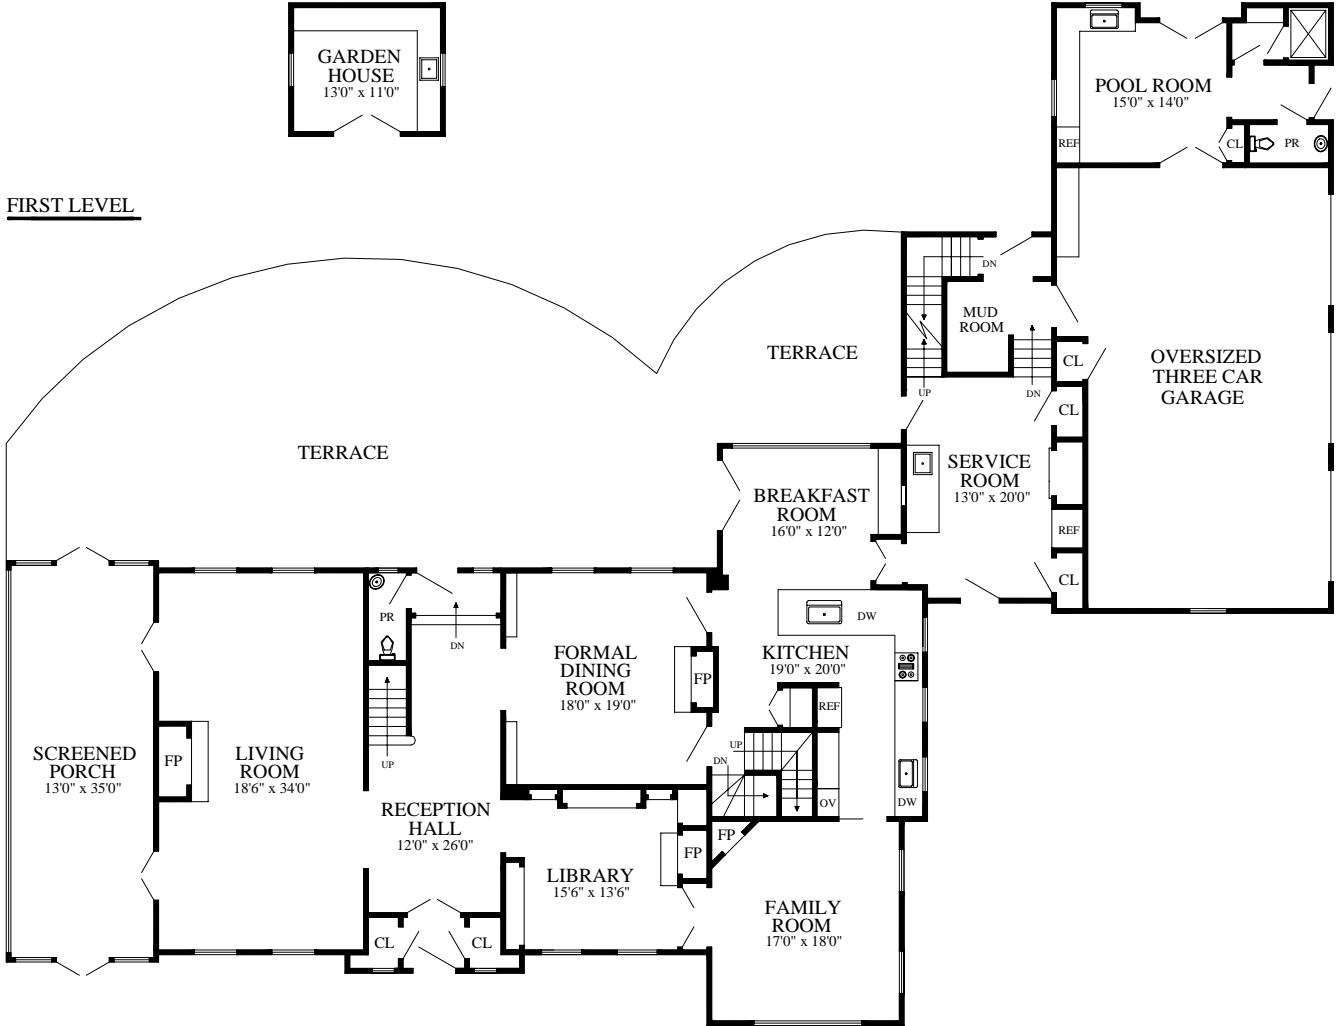 GARDEN
HOUSE
13'0" x 11'0"
POOL ROOM
15'0" x 14'0"
REF
CL
PR
FIRST LEVEL
DN
MUD
ROOM
TERRACE
UP
DN
CL
CL
OVERSIZED
THREE CAR
GARAGE
TERRACE
BREAKFAST
ROOM
16'0" x 12'0"
SERVICE
ROOM
13'0" x 20'0"
REF
CL
PR
DN
FORMAL
DINING
ROOM
18'0" x 19'0"
FP
KITCHEN
19'0" x 20'0"
DW
REF
SCREENED
PORCH
13'0" x 35'0"
FP
LIVING
ROOM
18'6" x 34'0"
UP
UP
DN
OV
DW
RECEPTION
HALL
12'0" x 26'0"
FP
FP
LIBRARY
15'6" x 13'6"
FAMILY
ROOM
17'0" x 18'0"
CL
CL